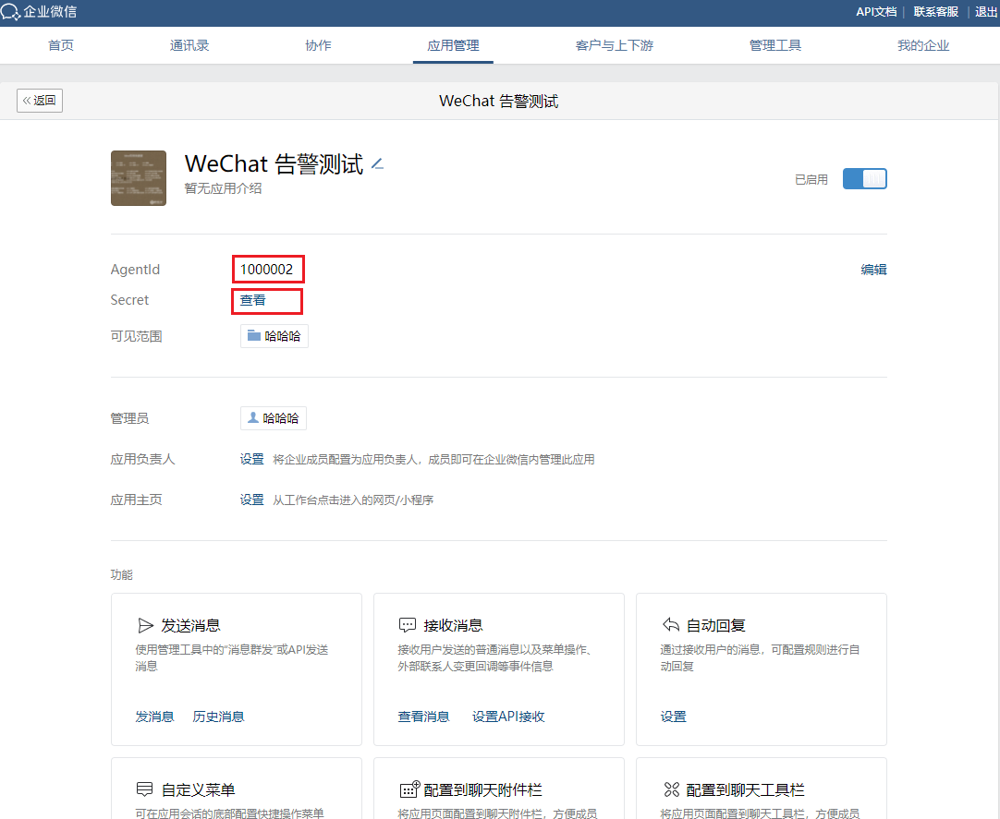 企业微信
API文档 | 联系客服 | 退出
首页 通讯录 协作 应用管理 客户与上下游 管理工具 我的企业
«返回 WeChat 告警测试
WeChat 告警测试
暂无应用介绍
已启用
AgentId 1000002 编辑
Secret 查看
可见范围 哈哈哈
管理员 哈哈哈
应用负责人 设置 将企业成员配置为应用负责人，成员即可在企业微信内管理此应用
应用主页 设置 从工作台点击进入的网页/小程序
功能
发送消息
使用管理工具中的“消息群发”或API发送
消息
发消息 历史消息
接收消息
接收用户发送的普通消息以及菜单操作、
外部联系人变更回调等事件信息
查看消息 设置API接收
自动回复
通过接收用户的消息，可配置规则进行自
动回复
设置
自定义菜单
可在应用会话的底部配置快捷操作菜单
配置到聊天附件栏
将应用页面配置到聊天附件栏，方便成员
配置到聊天工具栏
将应用页面配置到聊天工具栏，方便成员